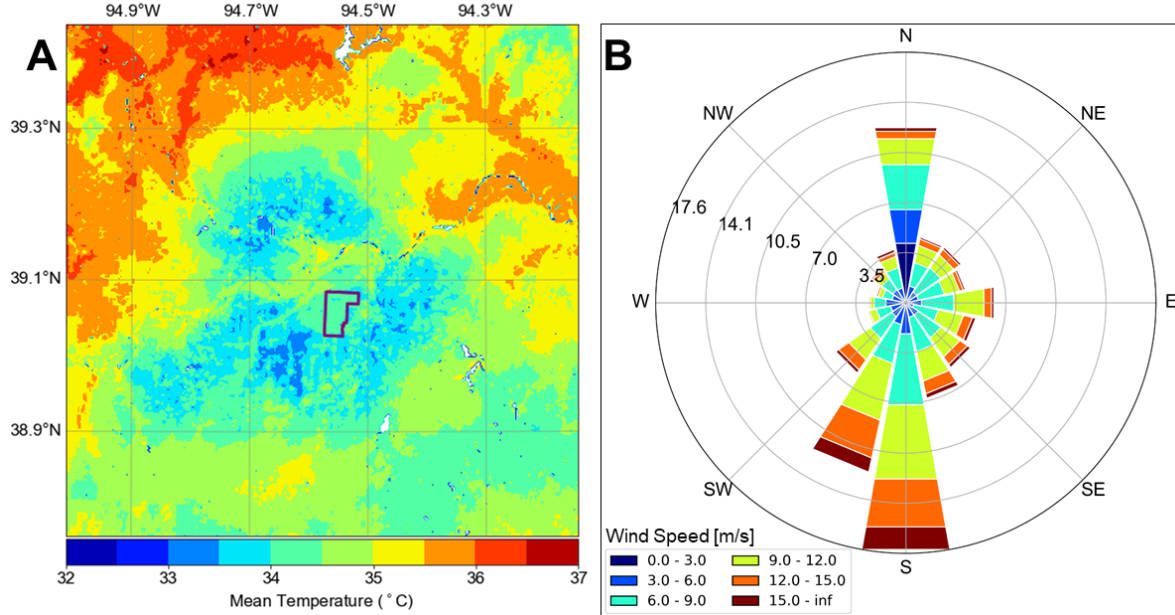 94.9°W 94.7°W 94.5°W 94.3°W
A
39.3°N
39.1°N
38.9°N
32 33 34 35 36 37
Mean Temperature (°C)
B
N
NW NE
17.6
14.1
10.5
7.0
3.5
W E
SW SE
S
Wind Speed [m/s]
0.0 - 3.0 9.0 - 12.0
3.0 - 6.0 12.0 - 15.0
6.0 - 9.0 15.0 - inf